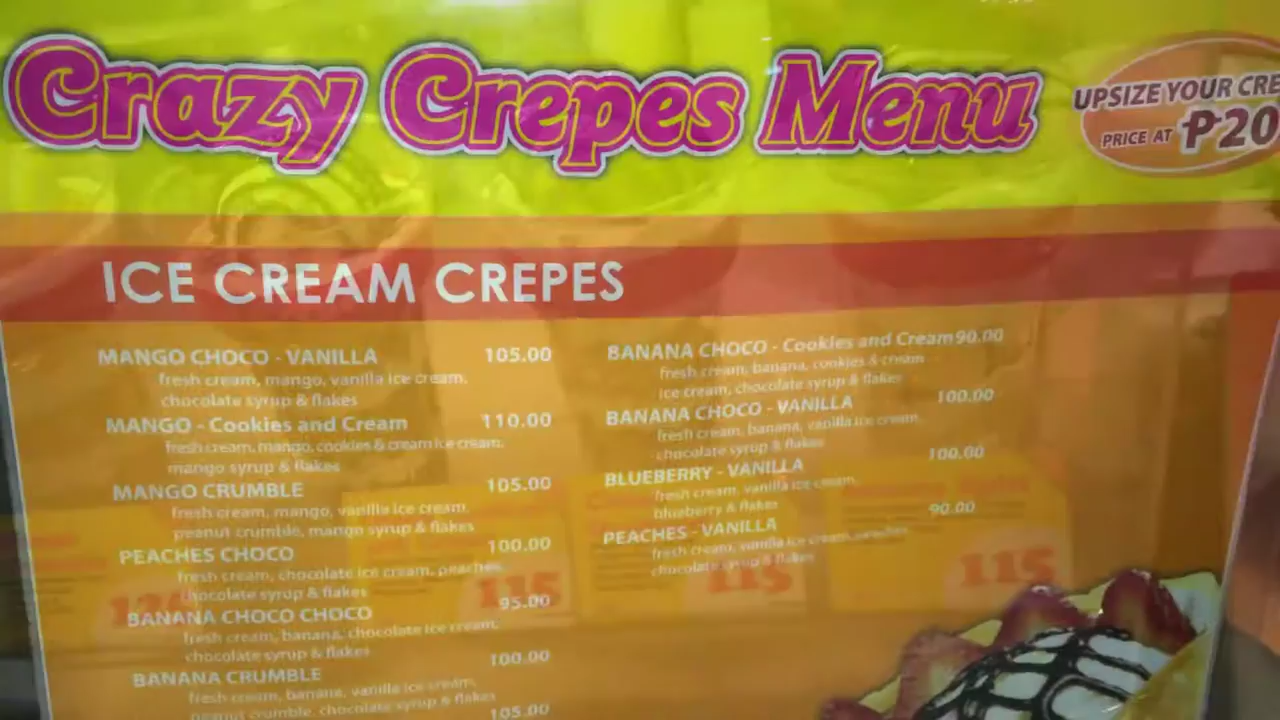 Crazy Crepes Menu
UPSIZE YOUR CRE
PRICE AT ₱20
ICE CREAM CREPES
MANGO CHOCO - VANILLA 105.00
fresh cream, mango, vanilla ice cream,
chocolate syrup & flakes
MANGO - Cookies and Cream 110.00
fresh cream, mango, cookies & cream ice cream,
mango syrup & flakes
MANGO CRUMBLE 105.00
fresh cream, mango, vanilla ice cream,
peanut crumble, mango syrup & flakes
PEACHES CHOCO 100.00
fresh cream, chocolate ice cream, peaches,
chocolate syrup & flakes
BANANA CHOCO CHOCO 95.00
fresh cream, banana, chocolate ice cream,
chocolate syrup & flakes
BANANA CRUMBLE 100.00
fresh cream, banana, vanilla ice cream,
peanut crumble, chocolate syrup & flakes
105.00
BANANA CHOCO - Cookies and Cream 90.00
fresh cream, banana, cookies & cream
ice cream, chocolate syrup & flakes
BANANA CHOCO - VANILLA 100.00
fresh cream, banana, vanilla ice cream,
chocolate syrup & flakes
BLUEBERRY - VANILLA 100.00
fresh cream, vanilla ice cream,
blueberry & flakes
PEACHES - VANILLA 90.00
fresh cream, vanilla ice cream, peaches
chocolate syrup & flakes
115
115
115